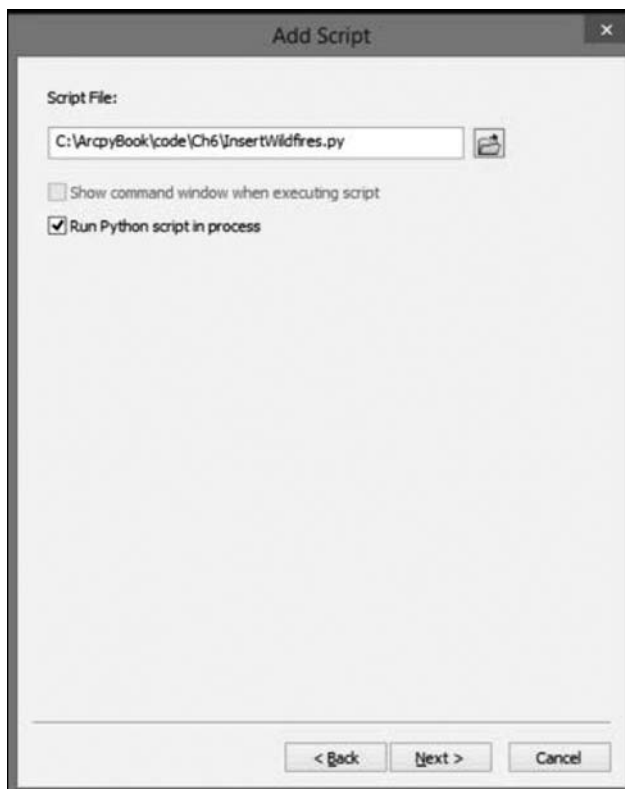 Add Script
Script File:
C:\ArcpyBook\code\Ch6\InsertWildfires.py
Show command window when executing script
Run Python script in process
< Back Next > Cancel